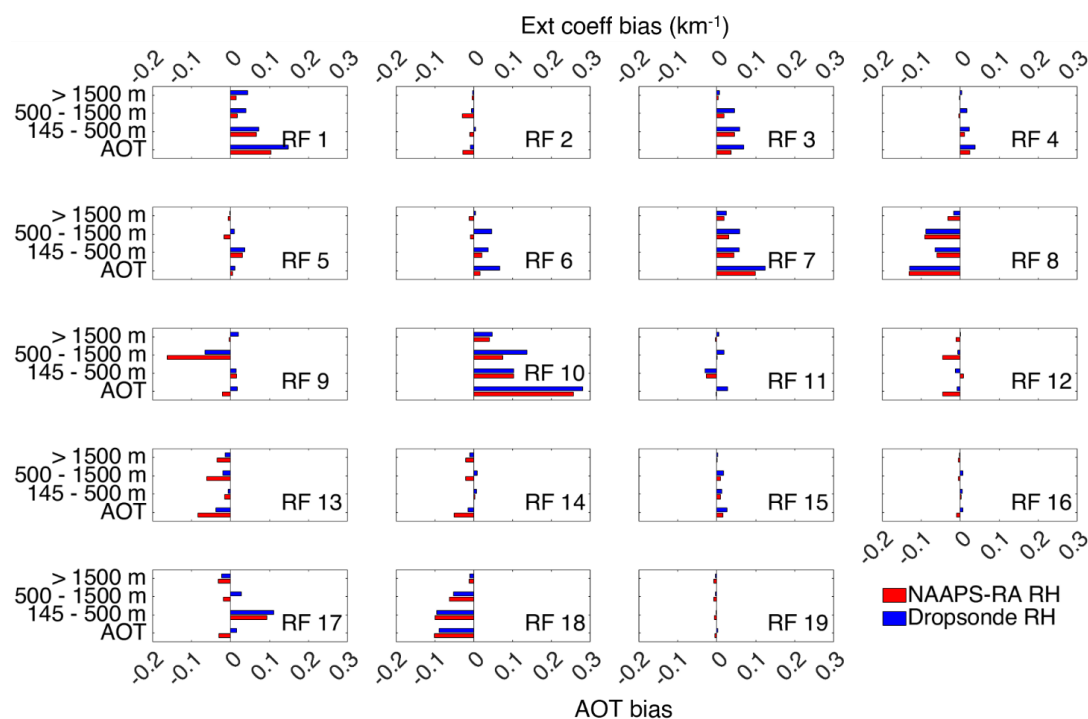 Ext coeff bias (km⁻¹)
-0.2 -0.1 0 0.1 0.2 0.3 -0.2 -0.1 0 0.1 0.2 0.3 -0.2 -0.1 0 0.1 0.2 0.3 -0.2 -0.1 0 0.1 0.2 0.3
> 1500 m
500 - 1500 m
145 - 500 m
AOT
RF 1
RF 2
RF 3
RF 4
> 1500 m
500 - 1500 m
145 - 500 m
AOT
RF 5
RF 6
RF 7
RF 8
> 1500 m
500 - 1500 m
145 - 500 m
AOT
RF 9
RF 10
RF 11
RF 12
> 1500 m
500 - 1500 m
145 - 500 m
AOT
RF 13
RF 14
RF 15
RF 16
-0.2 -0.1 0 0.1 0.2 0.3
> 1500 m
500 - 1500 m
145 - 500 m
AOT
RF 17
RF 18
RF 19
NAAPS-RA RH
Dropsonde RH
-0.2 -0.1 0 0.1 0.2 0.3 -0.2 -0.1 0 0.1 0.2 0.3 -0.2 -0.1 0 0.1 0.2 0.3
AOT bias